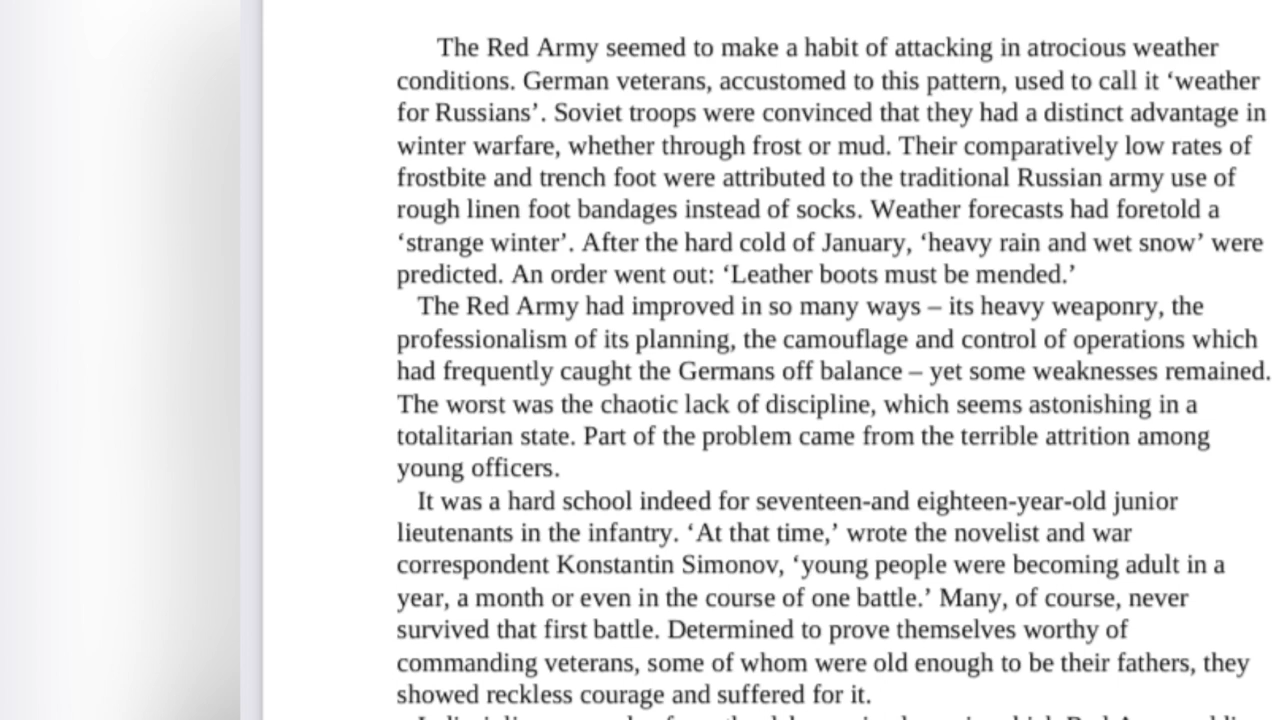 The Red Army seemed to make a habit of attacking in atrocious weather
conditions. German veterans, accustomed to this pattern, used to call it ‘weather
for Russians’. Soviet troops were convinced that they had a distinct advantage in
winter warfare, whether through frost or mud. Their comparatively low rates of
frostbite and trench foot were attributed to the traditional Russian army use of
rough linen foot bandages instead of socks. Weather forecasts had foretold a
‘strange winter’. After the hard cold of January, ‘heavy rain and wet snow’ were
predicted. An order went out: ‘Leather boots must be mended.’
The Red Army had improved in so many ways – its heavy weaponry, the
professionalism of its planning, the camouflage and control of operations which
had frequently caught the Germans off balance – yet some weaknesses remained.
The worst was the chaotic lack of discipline, which seems astonishing in a
totalitarian state. Part of the problem came from the terrible attrition among
young officers.
It was a hard school indeed for seventeen-and eighteen-year-old junior
lieutenants in the infantry. ‘At that time,’ wrote the novelist and war
correspondent Konstantin Simonov, ‘young people were becoming adult in a
year, a month or even in the course of one battle.’ Many, of course, never
survived that first battle. Determined to prove themselves worthy of
commanding veterans, some of whom were old enough to be their fathers, they
showed reckless courage and suffered for it.